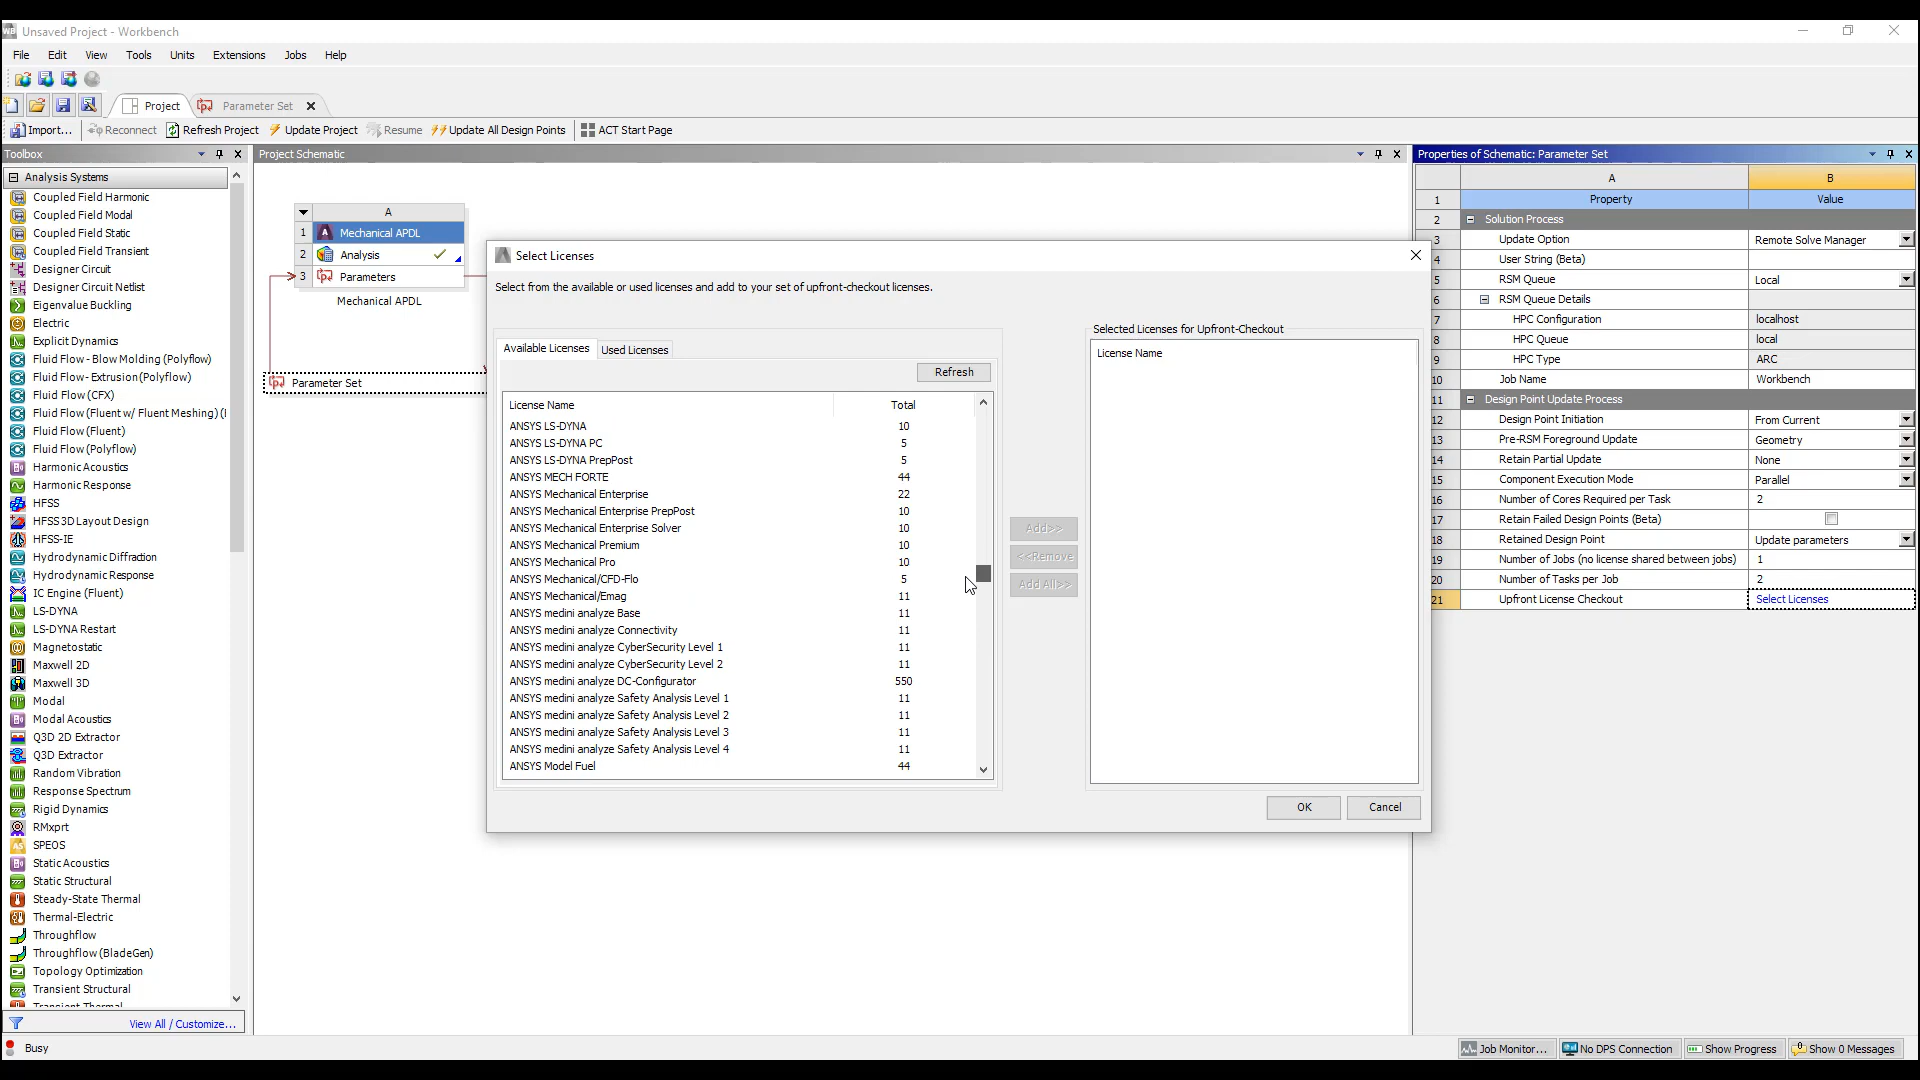 Unsaved Project - Workbench
File Edit View Tools Units Extensions Jobs Help
Project Parameter Set
Import... Reconnect Refresh Project Update Project Resume Update All Design Points ACT Start Page
Toolbox
Analysis Systems
Coupled Field Harmonic
Coupled Field Modal
Coupled Field Static
Coupled Field Transient
Designer Circuit
Designer Circuit Netlist
Eigenvalue Buckling
Electric
Explicit Dynamics
Fluid Flow - Blow Molding (Polyflow)
Fluid Flow - Extrusion (Polyflow)
Fluid Flow (CFX)
Fluid Flow (Fluent w/ Fluent Meshing) (
Fluid Flow (Fluent)
Fluid Flow (Polyflow)
Harmonic Acoustics
Harmonic Response
HFSS
HFSS 3D Layout Design
HFSS-IE
Hydrodynamic Diffraction
Hydrodynamic Response
IC Engine (Fluent)
LS-DYNA
LS-DYNA Restart
Magnetostatic
Maxwell 2D
Maxwell 3D
Modal
Modal Acoustics
Q3D 2D Extractor
Q3D Extractor
Random Vibration
Response Spectrum
Rigid Dynamics
RMxprt
SPEOS
Static Acoustics
Static Structural
Steady-State Thermal
Thermal-Electric
Throughflow
Throughflow (BladeGen)
Topology Optimization
Transient Structural
Transient Thermal
View All / Customize...
Busy
Project Schematic
A
1 Mechanical APDL
2 Analysis
3 Parameters
Mechanical APDL
Parameter Set
Select Licenses
Select from the available or used licenses and add to your set of upfront-checkout licenses.
Available Licenses Used Licenses
Refresh
License Name Total
ANSYS LS-DYNA 10
ANSYS LS-DYNA PC 5
ANSYS LS-DYNA PrepPost 5
ANSYS MECH FORTE 44
ANSYS Mechanical Enterprise 22
ANSYS Mechanical Enterprise PrepPost 10
ANSYS Mechanical Enterprise Solver 10
ANSYS Mechanical Premium 10
ANSYS Mechanical Pro 10
ANSYS Mechanical/CFD-Flo 5
ANSYS Mechanical/Emag 11
ANSYS medini analyze Base 11
ANSYS medini analyze Connectivity 11
ANSYS medini analyze CyberSecurity Level 1 11
ANSYS medini analyze CyberSecurity Level 2 11
ANSYS medini analyze DC-Configurator 550
ANSYS medini analyze Safety Analysis Level 1 11
ANSYS medini analyze Safety Analysis Level 2 11
ANSYS medini analyze Safety Analysis Level 3 11
ANSYS medini analyze Safety Analysis Level 4 11
ANSYS Model Fuel 44
Add>>
<<Remove
Add All>>
Selected Licenses for Upfront-Checkout
License Name
OK Cancel
Properties of Schematic: Parameter Set
A B
1 Property Value
2 Solution Process
3 Update Option Remote Solve Manager
4 User String (Beta)
5 RSM Queue Local
6 RSM Queue Details
7 HPC Configuration localhost
8 HPC Queue local
9 HPC Type ARC
10 Job Name Workbench
11 Design Point Update Process
12 Design Point Initiation From Current
13 Pre-RSM Foreground Update Geometry
14 Retain Partial Update None
15 Component Execution Mode Parallel
16 Number of Cores Required per Task 2
17 Retain Failed Design Points (Beta)
18 Retained Design Point Update parameters
19 Number of Jobs (no license shared between jobs) 1
20 Number of Tasks per Job 2
21 Upfront License Checkout Select Licenses
Job Monitor... No DPS Connection Show Progress Show 0 Messages